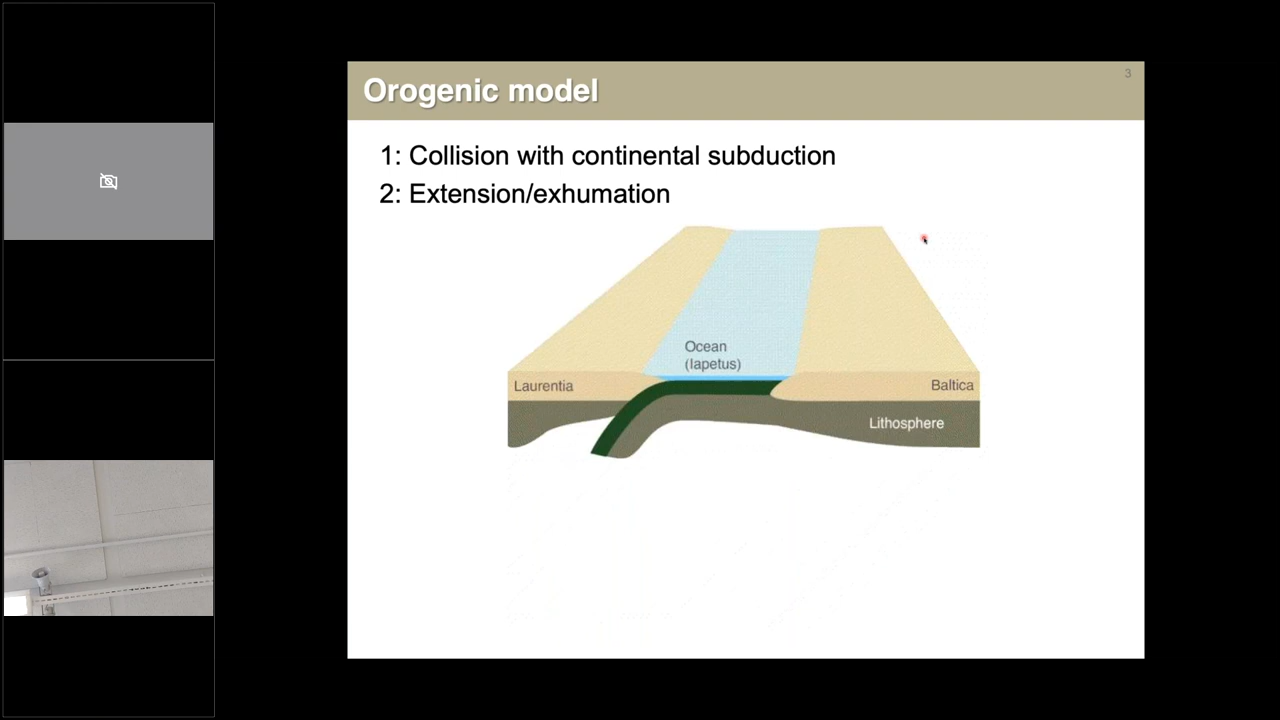 3
Orogenic model
1: Collision with continental subduction
2: Extension/exhumation
Ocean
(Iapetus)
Laurentia
Baltica
Lithosphere